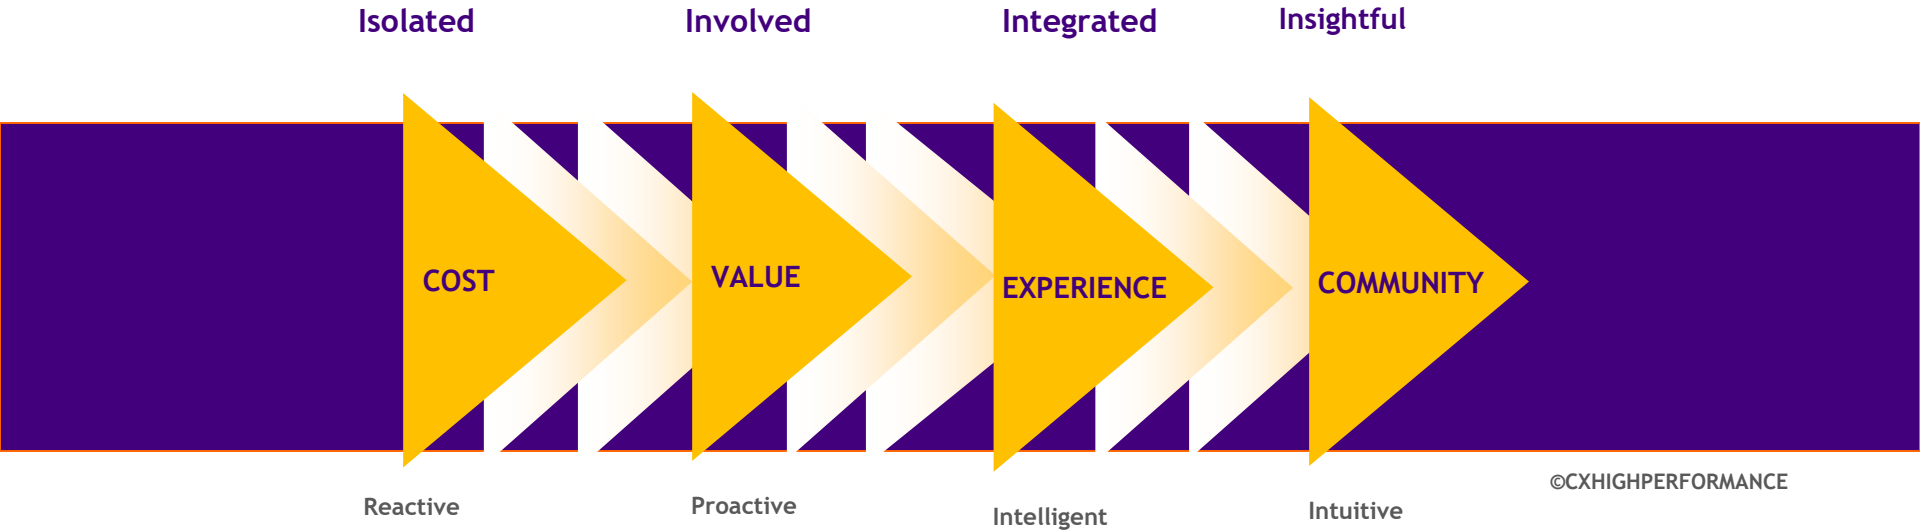 Isolated
Involved
Integrated
Insightful
COST
VALUE
EXPERIENCE
COMMUNITY
©CXHIGHPERFORMANCE
Reactive
Proactive
Intelligent
Intuitive